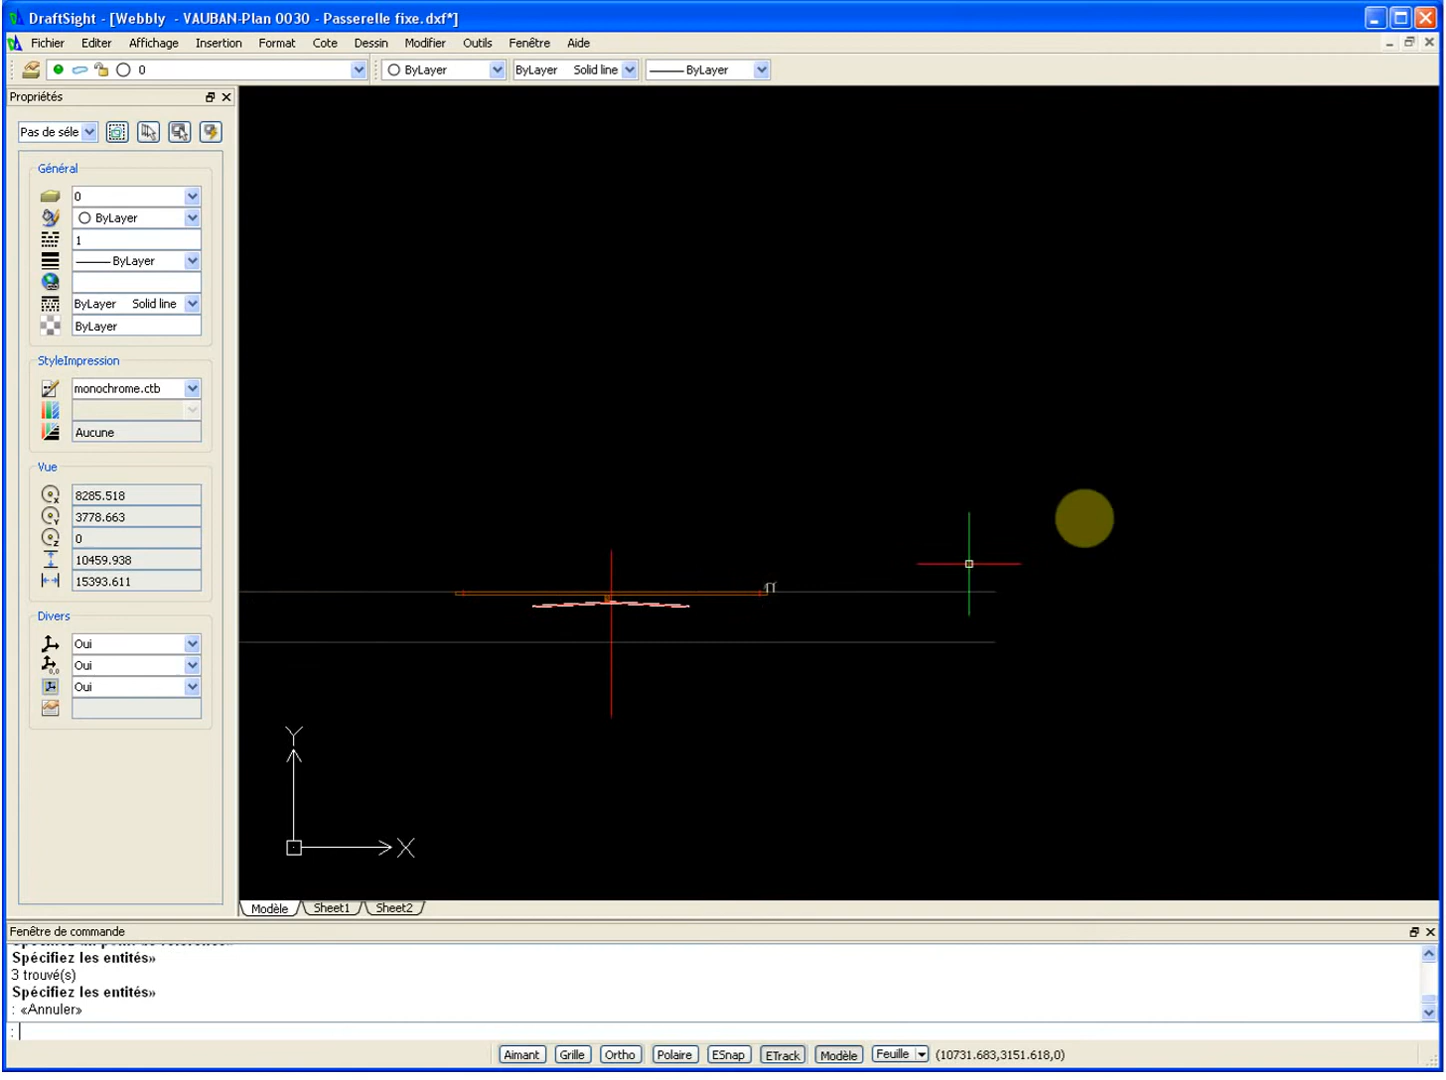 DraftSight - [Webbly - VAUBAN-Plan 0030 - Passerelle fixe.dxf*]
Fichier Editer Affichage Insertion Format Cote Dessin Modifier Outils Fenêtre Aide
0 ByLayer ByLayer Solid line ByLayer
Propriétés
Pas de séle
Général
0
ByLayer
1
ByLayer
ByLayer Solid line
ByLayer
StyleImpression
monochrome.ctb
Aucune
Vue
8285.518
3778.663
0
10459.938
15393.611
Divers
Oui
Oui
Oui
Y
X
Modèle Sheet1 Sheet2
Fenêtre de commande
Spécifiez les entités»
3 trouvé(s)
Spécifiez les entités»
: «Annuler»
:
Aimant Grille Ortho Polaire ESnap ETrack Modèle Feuille (10731.683,3151.618,0)